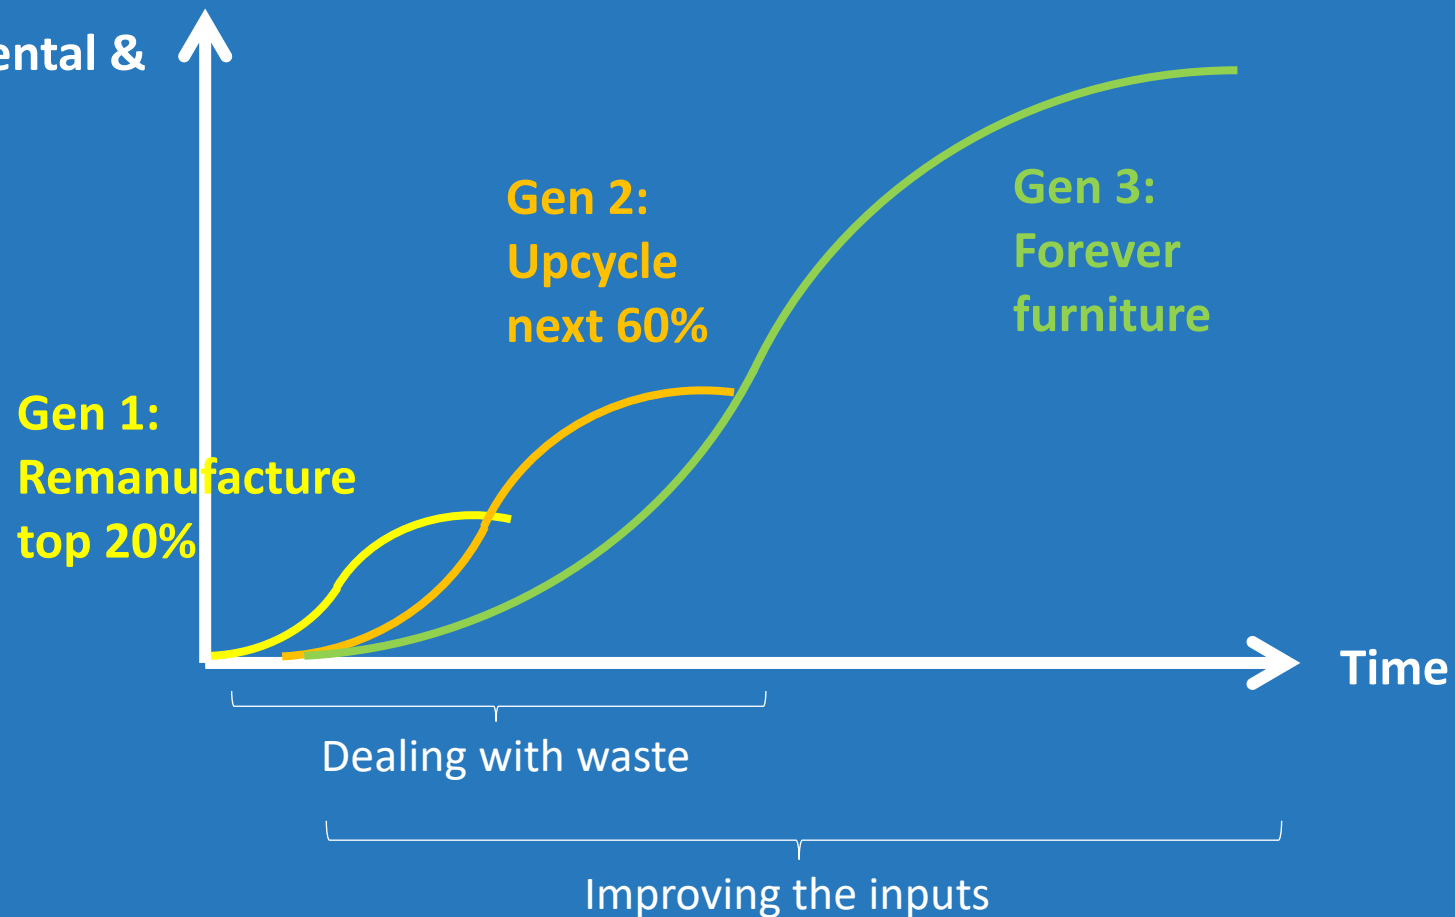 ental &
Gen 1:
Remanufacture
top 20%
Gen 2:
Upcycle
next 60%
Gen 3:
Forever
furniture
Time
Dealing with waste
Improving the inputs